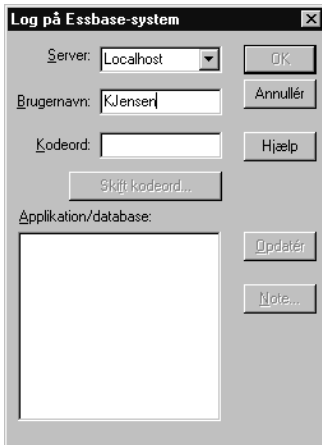 Log på Essbase-system
Server: Localhost OK
Brugernavn: KJensen Annullér
Kodeord: Hjælp
Skift kodeord...
Applikation/database:
Opdatér
Note...